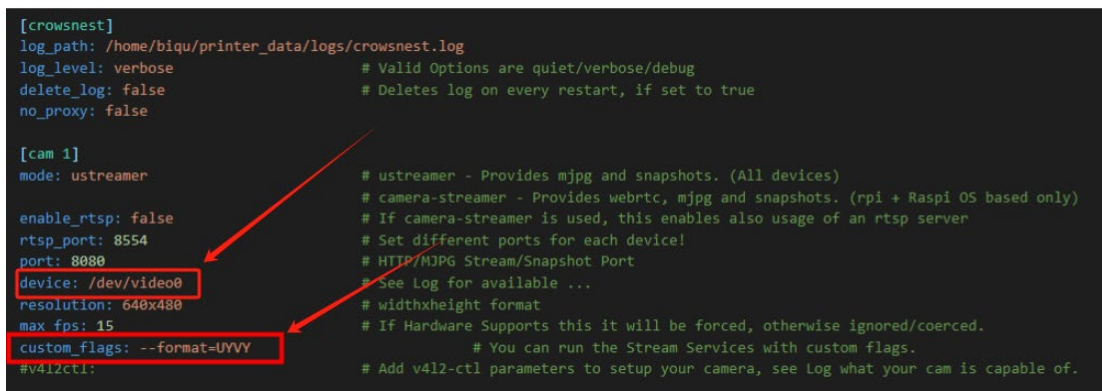 [crowsnest]
log_path: /home/biqu/printer_data/logs/crowsnest.log
log_level: verbose # Valid Options are quiet/verbose/debug
delete_log: false # Deletes log on every restart, if set to true
no_proxy: false
[cam 1]
mode: ustreamer # ustreamer - Provides mjpg and snapshots. (All devices)
# camera-streamer - Provides webrtc, mjpg and snapshots. (rpi + Raspi OS based only)
enable_rtsp: false # If camera-streamer is used, this enables also usage of an rtsp server
rtsp_port: 8554 # Set different ports for each device!
port: 8080 # HTTP/MJPG Stream/Snapshot Port
device: /dev/video0 # See Log for available ...
resolution: 640x480 # widthxheight format
max_fps: 15 # If Hardware Supports this it will be forced, otherwise ignored/coerced.
custom_flags: --format=UYVY # You can run the Stream Services with custom flags.
#v4l2ctl: # Add v4l2-ctl parameters to setup your camera, see Log what your cam is capable of.